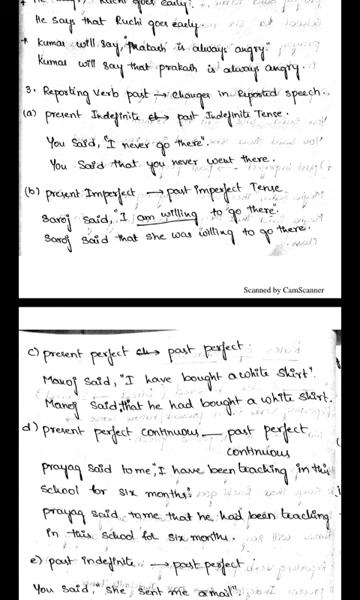 He says that Ruchi goes early.
* Kumar will say, "Prakash is always angry."
Kumar will say that prakash is always angry.
3. Reporting Verb past → changes in Reported speech.
(a) present Indefinite → past Indefinite Tense.
You Said, "I never go there".
You Said that you never went there.
(b) present Imperfect → past Imperfect Tense
Saroj said, "I am willing to go there".
Saroj said that she was willing to go there.
Scanned by CamScanner
c) present perfect → past perfect
Manoj said, "I have bought a white shirt".
Manoj said, that he had bought a white shirt.
d) present perfect continuous — past perfect
continuous
prayag said to me, I have been teaching in this
school for six months".
prayag said to me that he had been teaching
in this school for six months.
e) past indefinite. → past perfect.
You said, "she sent me a mail".